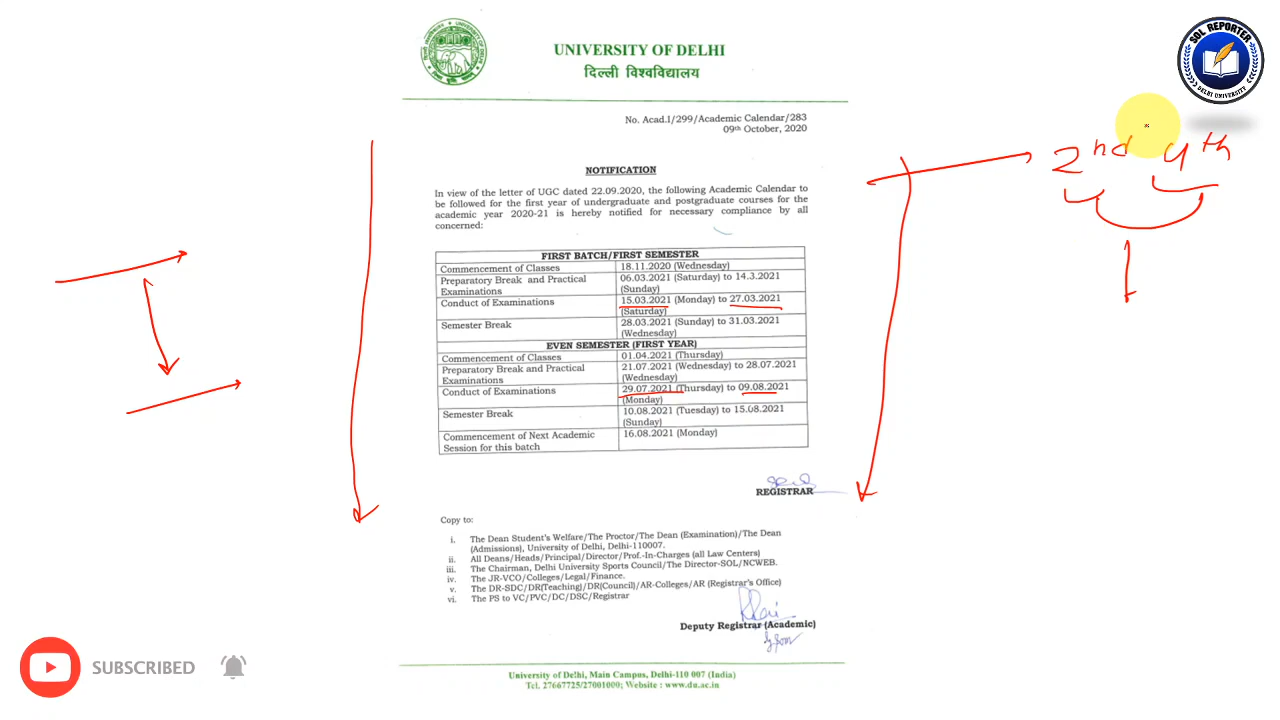 UNIVERSITY OF DELHI
दिल्ली विश्वविद्यालय
SOL REPORTER
DELHI UNIVERSITY
No. Acad.I/299/Academic Calendar/283
09th October, 2020
2nd 4th
NOTIFICATION
In view of the letter of UGC dated 22.09.2020, the following Academic Calendar to
be followed for the first year of undergraduate and postgraduate courses for the
academic year 2020-21 is hereby notified for necessary compliance by all
concerned:
FIRST BATCH/FIRST SEMESTER
Commencement of Classes 18.11.2020 (Wednesday)
Preparatory Break and Practical 06.03.2021 (Saturday) to 14.3.2021
Examinations (Sunday)
Conduct of Examinations 15.03.2021 (Monday) to 27.03.2021
(Saturday)
Semester Break 28.03.2021 (Sunday) to 31.03.2021
(Wednesday)
EVEN SEMESTER (FIRST YEAR)
Commencement of Classes 01.04.2021 (Thursday)
Preparatory Break and Practical 21.07.2021 (Wednesday) to 28.07.2021
Examinations (Wednesday)
Conduct of Examinations 29.07.2021 (Thursday) to 09.08.2021
(Monday)
Semester Break 10.08.2021 (Tuesday) to 15.08.2021
(Sunday)
Commencement of Next Academic 16.08.2021 (Monday)
Session for this batch
REGISTRAR
Copy to:
i. The Dean Student's Welfare/The Proctor/The Dean (Examination)/The Dean
(Admissions), University of Delhi, Delhi-110007.
ii. All Deans/Heads/Principal/Director/Prof.-In-Charges (all Law Centers)
iii. The Chairman, Delhi University Sports Council/The Director-SOL/NCWEB.
iv. The JR-VCO/Colleges/Legal/Finance.
v. The DR-SDC/DR(Teaching)/DR(Council)/AR-Colleges/AR (Registrar's Office)
vi. The PS to VC/PVC/DC/DSC/Registrar
Deputy Registrar (Academic)
SUBSCRIBED
University of Delhi, Main Campus, Delhi-110 007 (India)
Tel. 27667725/27001000; Website : www.du.ac.in